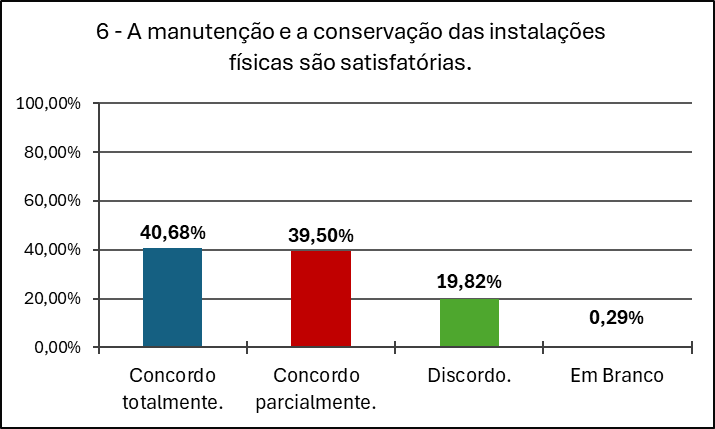 6 - A manutenção e a conservação das instalações
físicas são satisfatórias.
100,00%
80,00%
60,00%
40,00%
20,00%
0,00%
40,68%
39,50%
19,82%
0,29%
Concordo
totalmente.
Concordo
parcialmente.
Discordo.
Em Branco